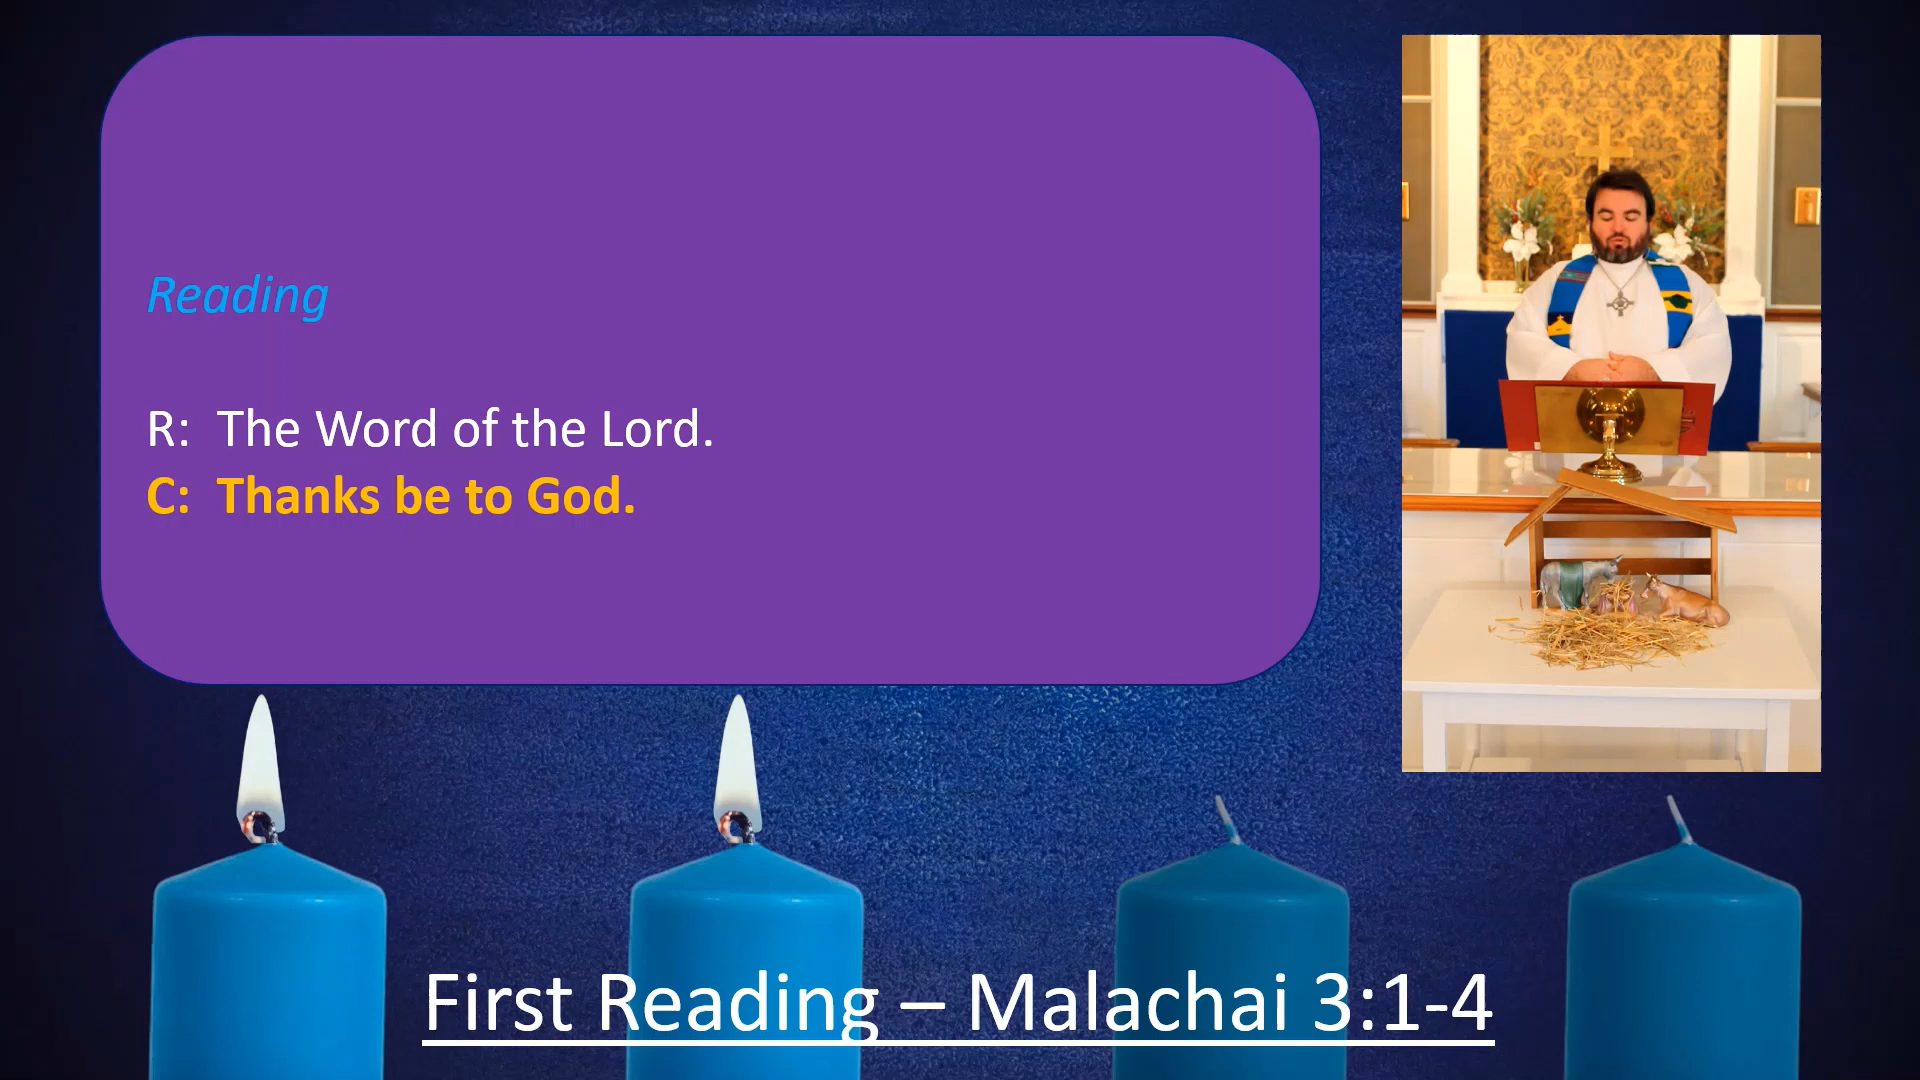 Reading
R: The Word of the Lord.
C: Thanks be to God.
First Reading – Malachai 3:1-4